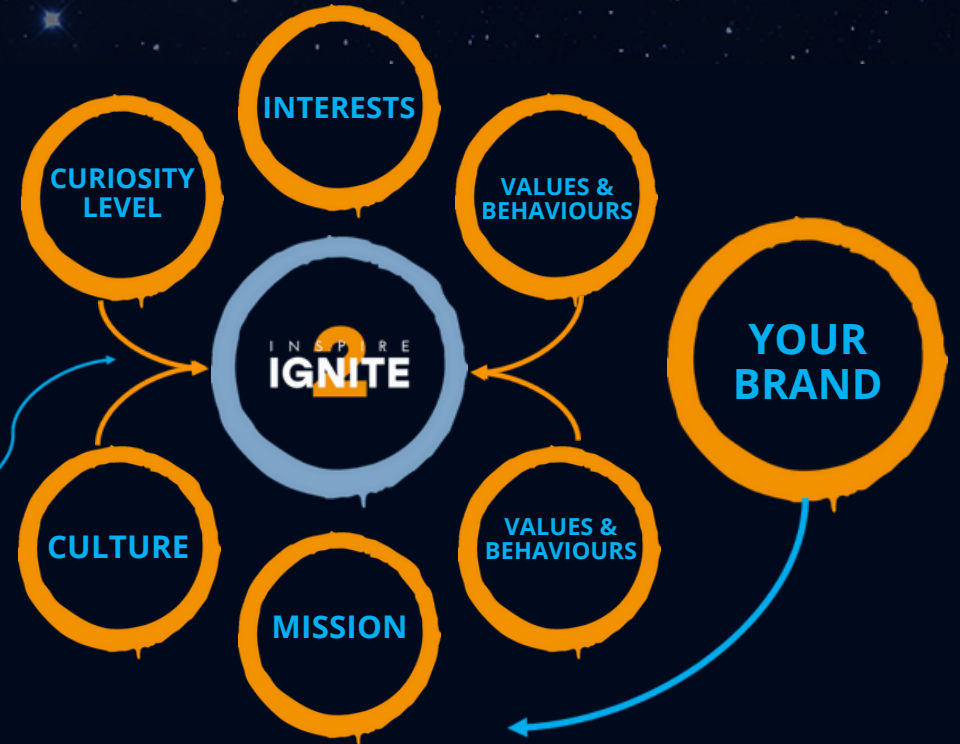 INTERESTS
CURIOSITY
LEVEL
VALUES &
BEHAVIOURS
INSPIRE
2
IGNITE
YOUR
BRAND
CULTURE
VALUES &
BEHAVIOURS
MISSION